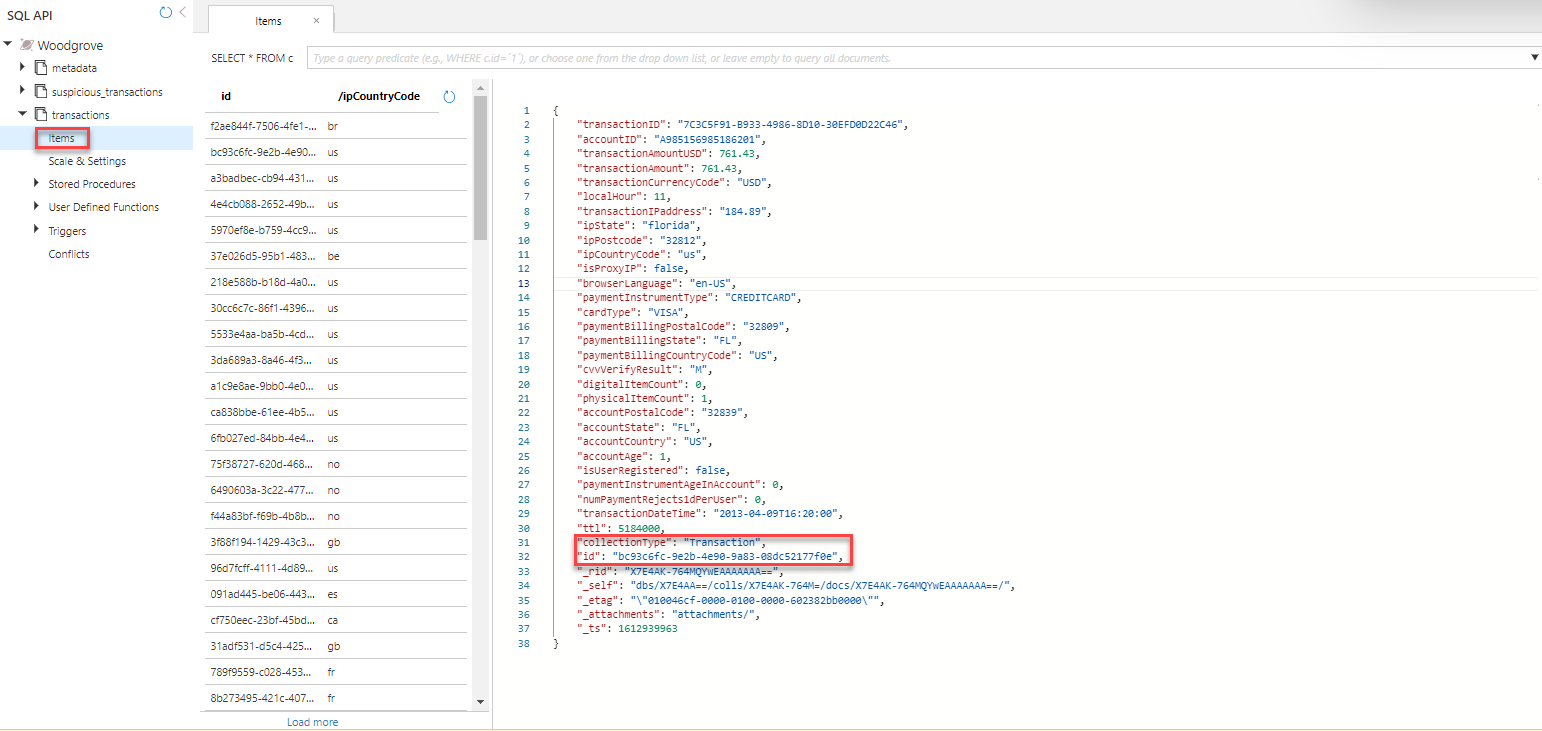 SQL API
Woodgrove
metadata
suspicious_transactions
transactions
Items
Scale & Settings
Stored Procedures
User Defined Functions
Triggers
Conflicts
Items ×
SELECT * FROM c Type a query predicate (e.g., WHERE c.id=´1´), or choose one from the drop down list, or leave empty to query all documents.
id /ipCountryCode
f2ae844f-7506-4fe1-... br
bc93c6fc-9e2b-4e90... us
a3badbec-cb94-431... us
4e4cb088-2652-49b... us
5970ef8e-b759-4cc9... us
37e026d5-95b1-483... be
218e588b-b18d-4a0... us
30cc6c7c-86f1-4396... us
5533e4aa-ba5b-4cd... us
3da689a3-8a46-4f3... us
a1c9e8ae-9bb0-4e0... us
ca838bbe-61ee-4b5... us
6fb027ed-84bb-4e4... us
75f38727-620d-468... no
6490603a-3c22-477... no
f44a83bf-f69b-4b8b... no
3f88f194-1429-43c3... gb
96d7fcff-4111-4d89... us
091ad445-be06-443... es
cf750eec-23bf-45bd... ca
31adf531-d5c4-425... gb
789f9559-c028-453... fr
8b273495-421c-407... fr
Load more
1 {
2 "transactionID": "7C3C5F91-B933-4986-8D10-30EFD0D22C46",
3 "accountID": "A985156985186201",
4 "transactionAmountUSD": 761.43,
5 "transactionAmount": 761.43,
6 "transactionCurrencyCode": "USD",
7 "localHour": 11,
8 "transactionIPaddress": "184.89",
9 "ipState": "florida",
10 "ipPostcode": "32812",
11 "ipCountryCode": "us",
12 "isProxyIP": false,
13 "browserLanguage": "en-US",
14 "paymentInstrumentType": "CREDITCARD",
15 "cardType": "VISA",
16 "paymentBillingPostalCode": "32809",
17 "paymentBillingState": "FL",
18 "paymentBillingCountryCode": "US",
19 "cvvVerifyResult": "M",
20 "digitalItemCount": 0,
21 "physicalItemCount": 1,
22 "accountPostalCode": "32839",
23 "accountState": "FL",
24 "accountCountry": "US",
25 "accountAge": 1,
26 "isUserRegistered": false,
27 "paymentInstrumentAgeInAccount": 0,
28 "numPaymentRejects1dPerUser": 0,
29 "transactionDateTime": "2013-04-09T16:20:00",
30 "ttl": 5184000,
31 "collectionType": "Transaction",
32 "id": "bc93c6fc-9e2b-4e90-9a83-08dc52177f0e",
33 "_rid": "X7E4AK-764MQYwEAAAAAAA==",
34 "_self": "dbs/X7E4AA==/colls/X7E4AK-764M=/docs/X7E4AK-764MQYwEAAAAAAA==/",
35 "_etag": "\"010046cf-0000-0100-0000-602382bb0000\"",
36 "_attachments": "attachments/",
37 "_ts": 1612939963
38 }